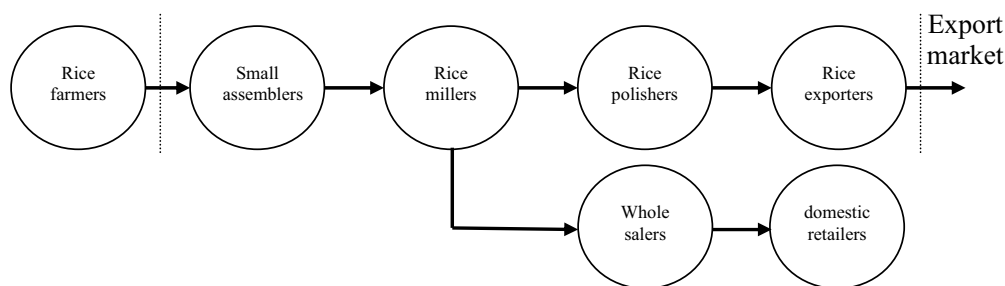 Export
market
Rice
farmers
Small
assemblers
Rice
millers
Rice
polishers
Rice
exporters
Whole
salers
domestic
retailers